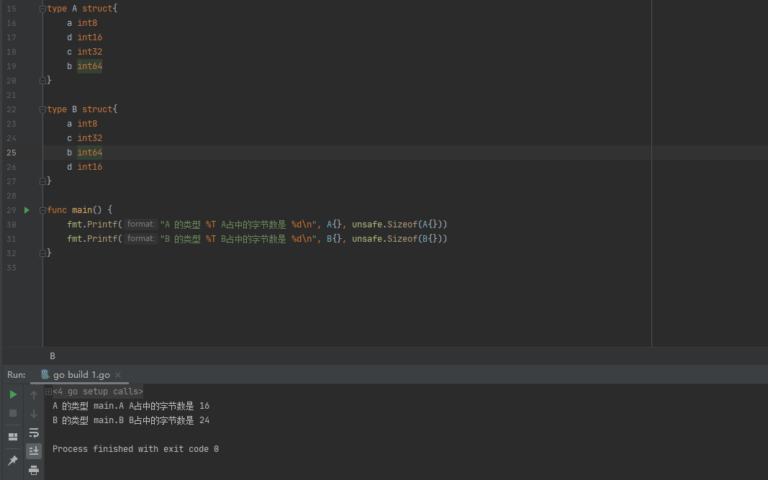 15 type A struct{
16 a int8
17 d int16
18 c int32
19 b int64
20 }
21
22 type B struct{
23 a int8
24 c int32
25 b int64
26 d int16
27 }
28
29 func main() {
30 fmt.Printf( format: "A 的类型 %T A占中的字节数是 %d\n", A{}, unsafe.Sizeof(A{}))
31 fmt.Printf( format: "B 的类型 %T B占中的字节数是 %d\n", B{}, unsafe.Sizeof(B{}))
32 }
33
B
Run: go build 1.go ×
<4 go setup calls>
A 的类型 main.A A占中的字节数是 16
B 的类型 main.B B占中的字节数是 24
Process finished with exit code 0